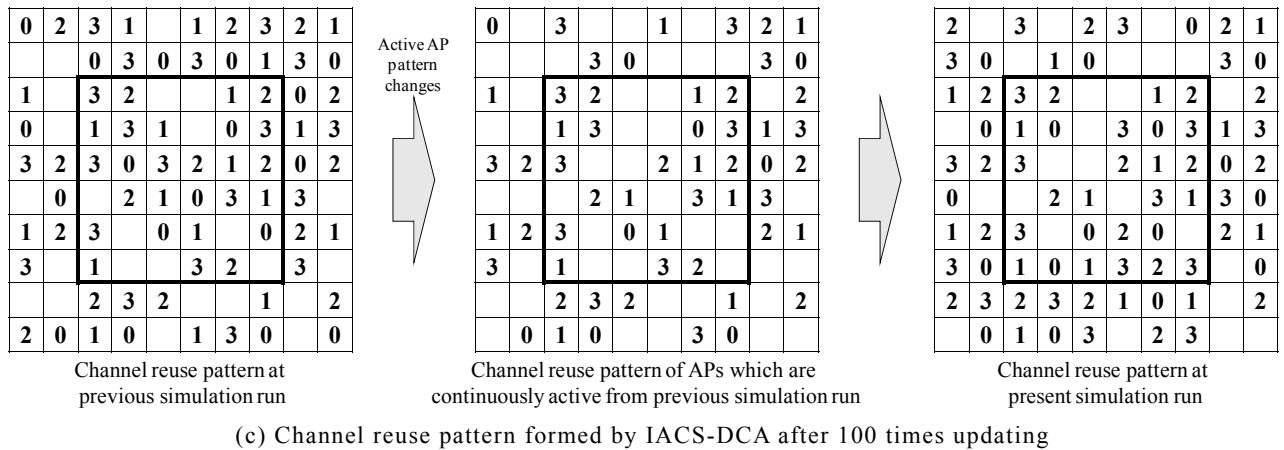 0 2 3 1 1 2 3 2 1
0 3 0 3 0 1 3 0
1 3 2 1 2 0 2
0 1 3 1 0 3 1 3
3 2 3 0 3 2 1 2 0 2
0 2 1 0 3 1 3
1 2 3 0 1 0 2 1
3 1 3 2 3
2 3 2 1 2
2 0 1 0 1 3 0 0
Channel reuse pattern at
previous simulation run
Active AP
pattern
changes
0 3 1 3 2 1
3 0 3 0
1 3 2 1 2 2
1 3 0 3 1 3
3 2 3 2 1 2 0 2
2 1 3 1 3
1 2 3 0 1 2 1
3 1 3 2
2 3 2 1 2
0 1 0 3 0
Channel reuse pattern of APs which are
continuously active from previous simulation run
2 3 2 3 0 2 1
3 0 1 0 3 0
1 2 3 2 1 2 2
0 1 0 3 0 3 1 3
3 2 3 2 1 2 0 2
0 2 1 3 1 3 0
1 2 3 0 2 0 2 1
3 0 1 0 1 3 2 3 0
2 3 2 3 2 1 0 1 2
0 1 0 3 2 3
Channel reuse pattern at
present simulation run
(c) Channel reuse pattern formed by IACS-DCA after 100 times updating